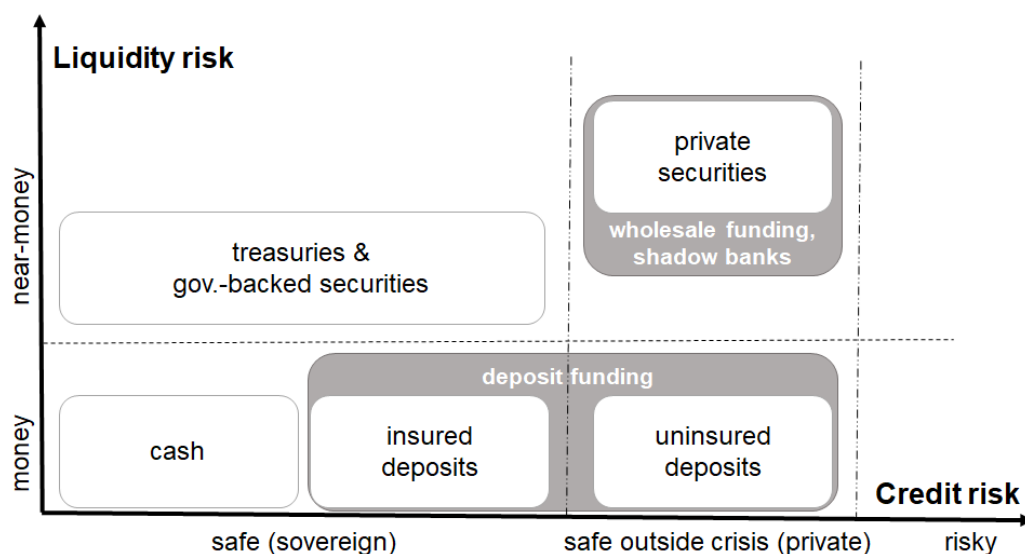 Liquidity risk
near-money
private
securities
wholesale funding,
shadow banks
treasuries &
gov.-backed securities
money
deposit funding
cash
insured
deposits
uninsured
deposits
Credit risk
safe (sovereign)
safe outside crisis (private)
risky